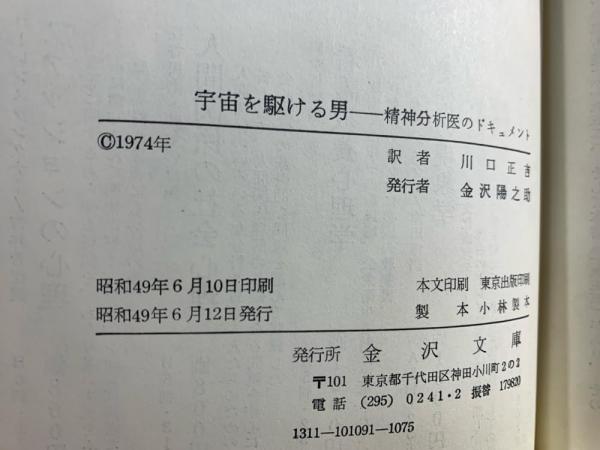 宇宙を駆ける男——精神分析医のドキュメント
©1974年
訳者 川口正吉
発行者 金沢陽之助
昭和49年6月10日印刷
昭和49年6月12日発行
本文印刷 東京出版印刷
製本 小林製本
発行所 金沢文庫
〒101 東京都千代田区神田小川町2の2
電話 (295) 0241・2 振替 179820
1311—101091—1075